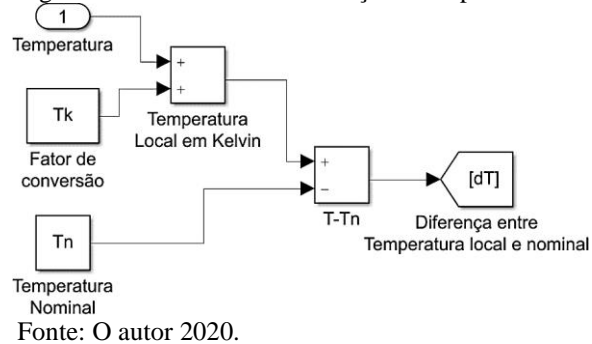 1
Temperatura
+
+
Temperatura
Local em Kelvin
Tk
Fator de
conversão
+
−
T-Tn
[dT]
Diferença entre
Temperatura local e nominal
Tn
Temperatura
Nominal
Fonte: O autor 2020.